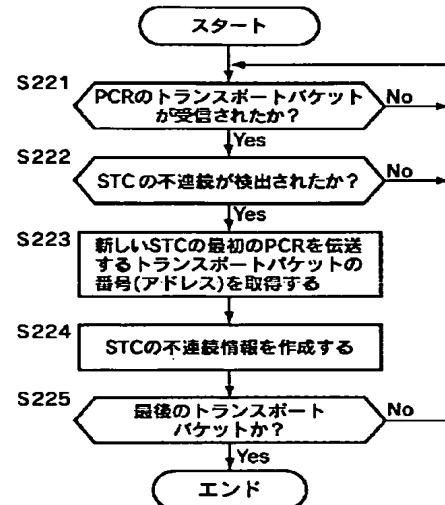 スタート
S221
PCRのトランスポートパケット
が受信されたか?
No
Yes
S222
STCの不連続が検出されたか?
No
Yes
S223
新しいSTCの最初のPCRを伝送
するトランスポートパケットの
番号(アドレス)を取得する
S224
STCの不連続情報を作成する
S225
最後のトランスポート
パケットか?
No
Yes
エンド